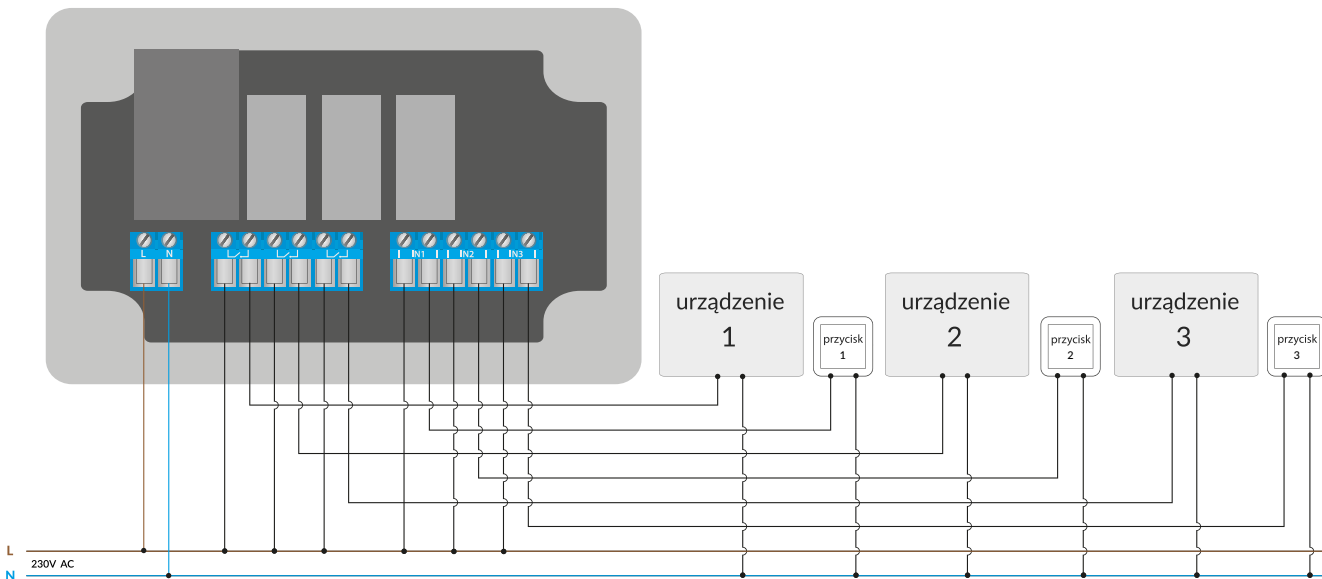 L N
IN1 IN2 IN3
urządzenie
1
przycisk
1
urządzenie
2
przycisk
2
urządzenie
3
przycisk
3
L
230V AC
N